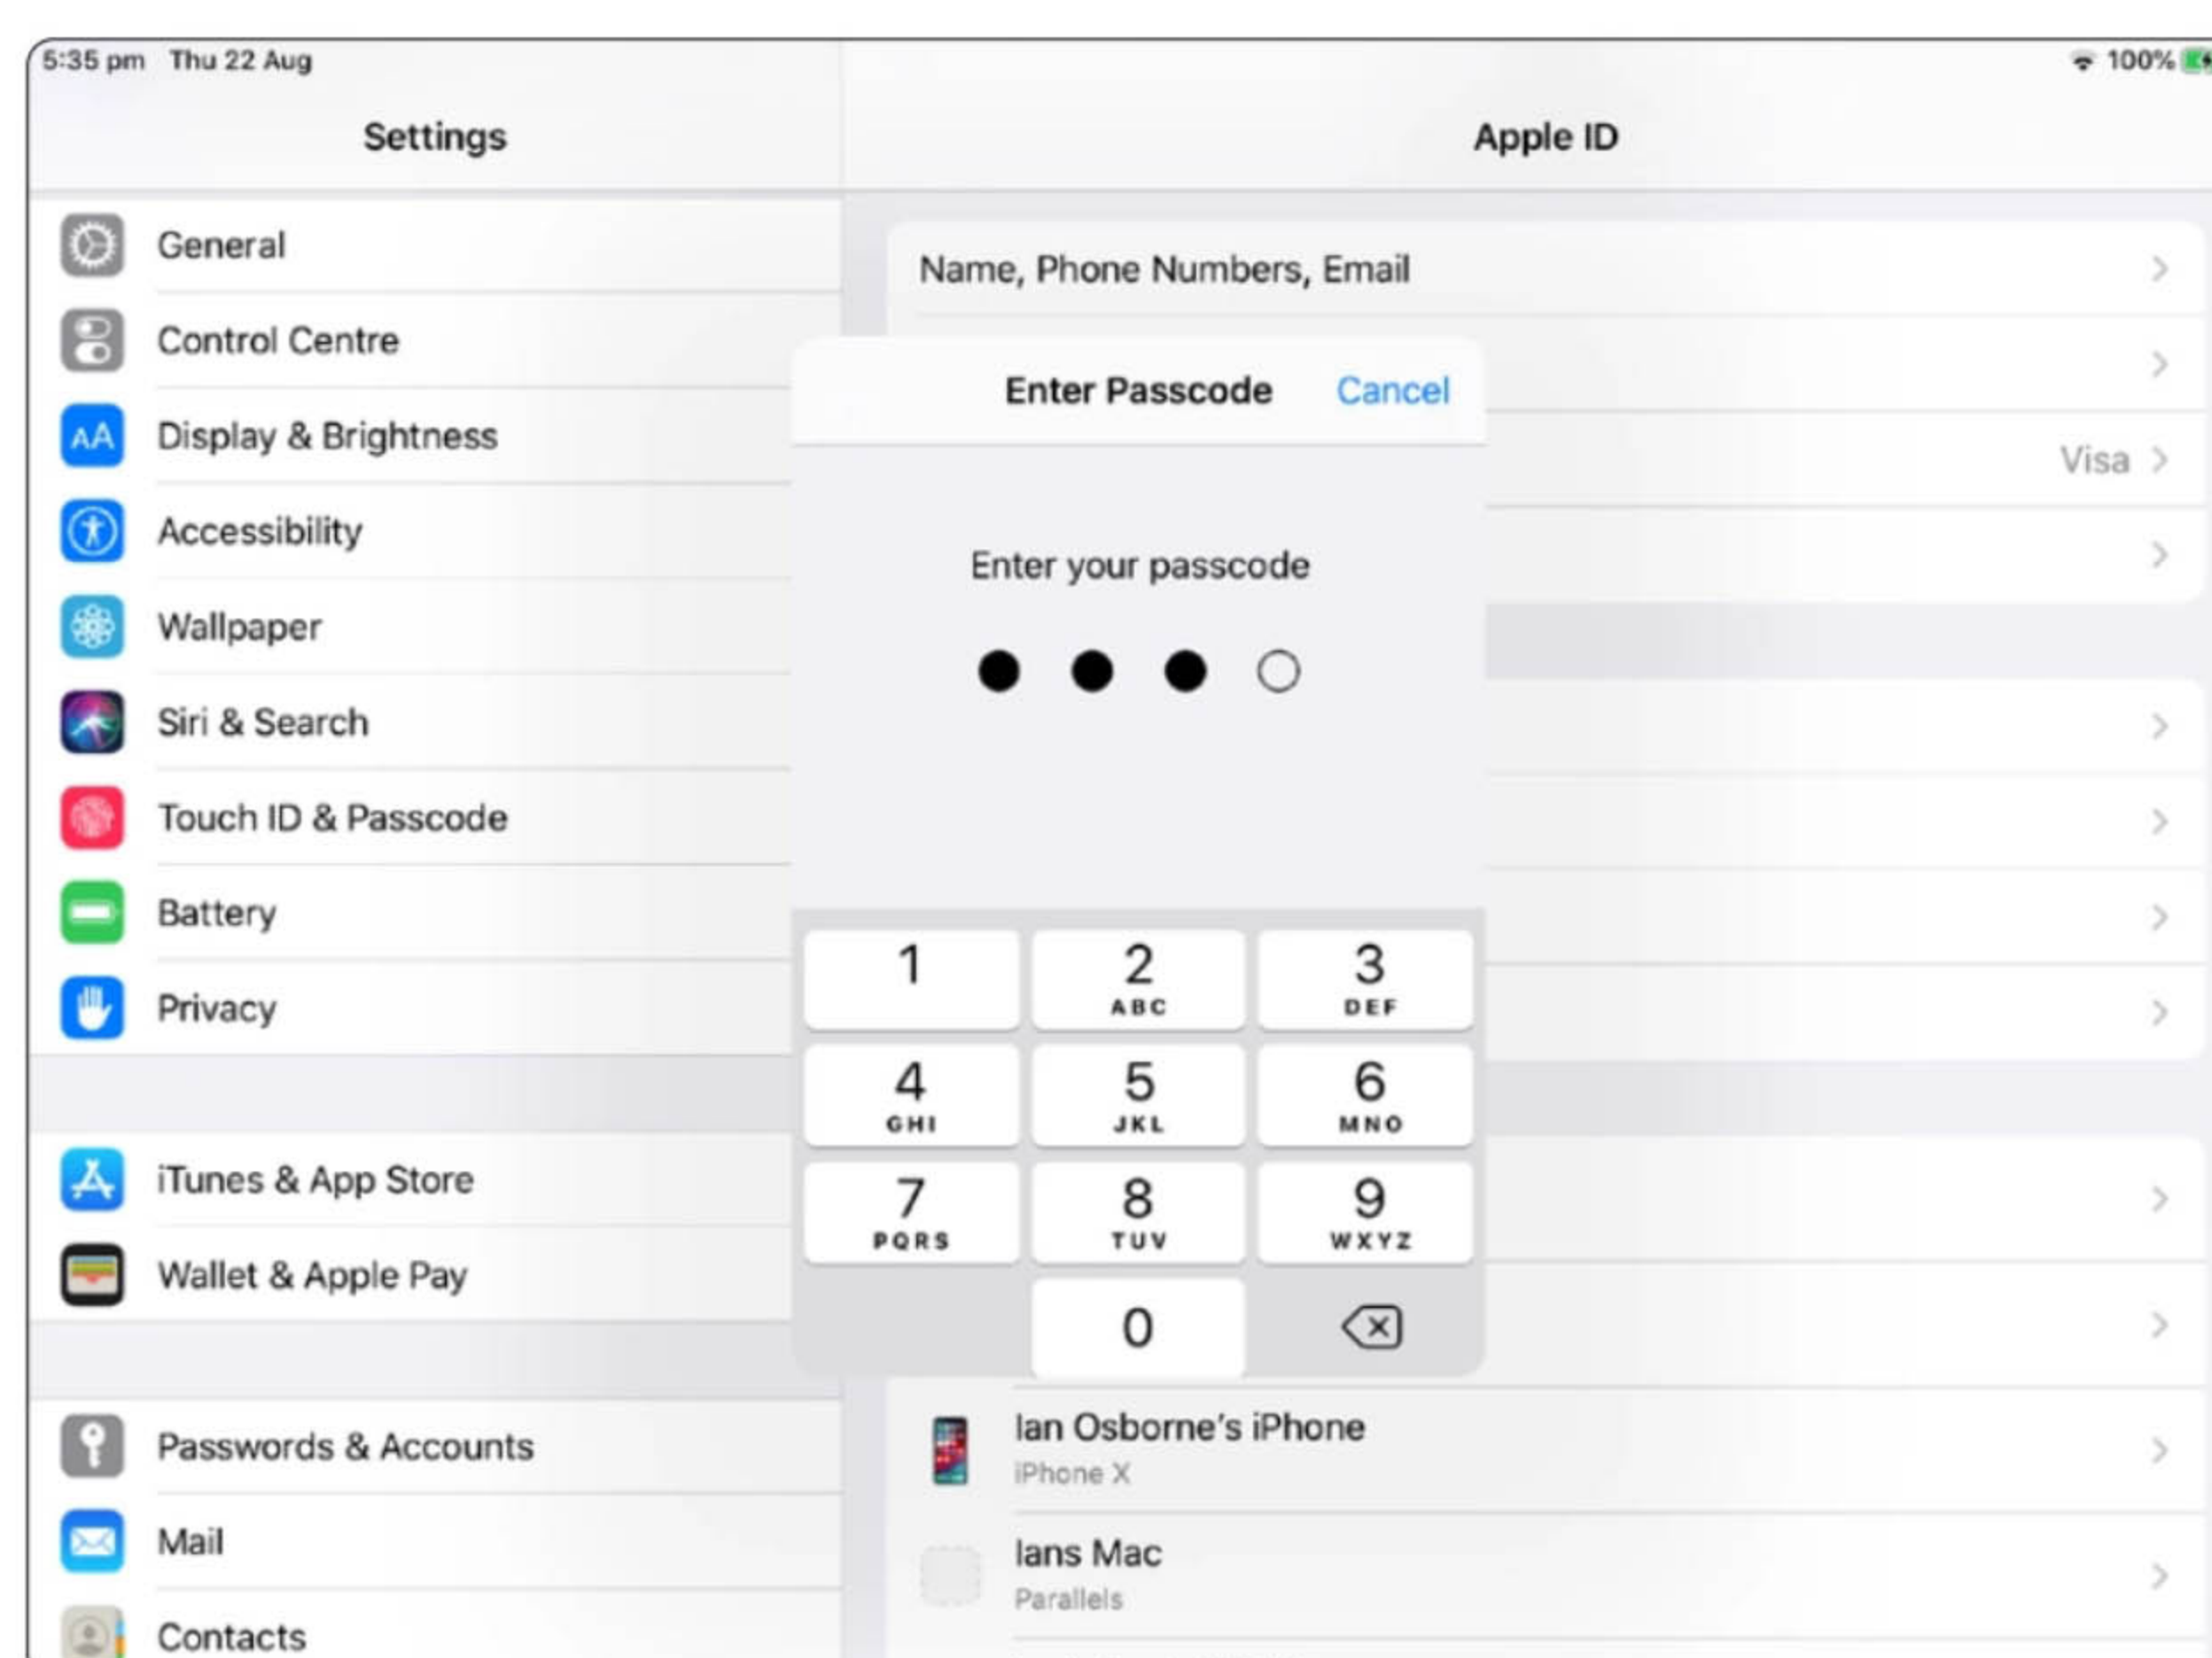 5:35 pm Thu 22 Aug
100%
Settings
Apple ID
General
Control Centre
Display & Brightness
AA
Accessibility
Wallpaper
Siri & Search
Touch ID & Passcode
Battery
Privacy
iTunes & App Store
Wallet & Apple Pay
Passwords & Accounts
Mail
Contacts
Name, Phone Numbers, Email
Visa
Enter Passcode Cancel
Enter your passcode
1 2 3
ABC DEF
4 5 6
GHI JKL MNO
7 8 9
PQRS TUV WXYZ
0
Ian Osborne's iPhone
iPhone X
Ians Mac
Parallels